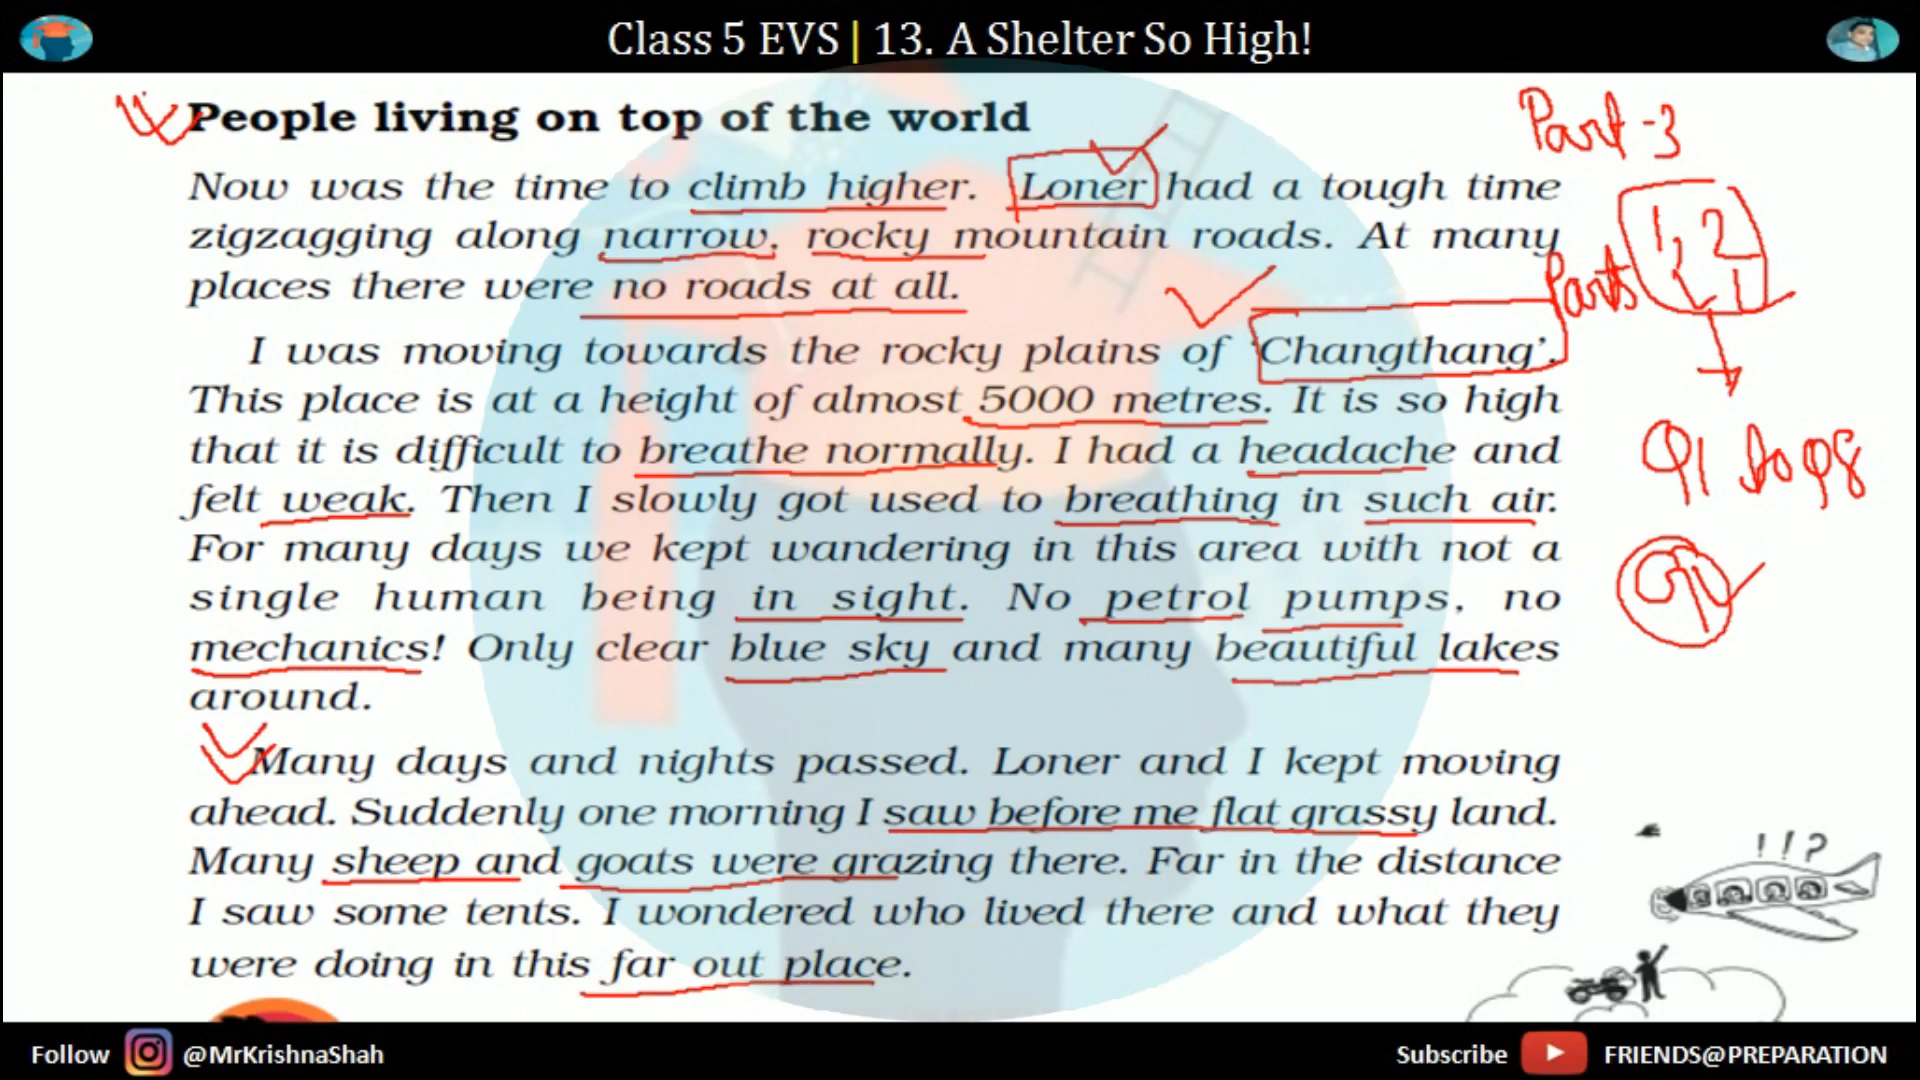 Class 5 EVS | 13. A Shelter So High!
People living on top of the world
Now was the time to climb higher. Loner had a tough time
zigzagging along narrow, rocky mountain roads. At many
places there were no roads at all.
I was moving towards the rocky plains of ‘Changthang’.
This place is at a height of almost 5000 metres. It is so high
that it is difficult to breathe normally. I had a headache and
felt weak. Then I slowly got used to breathing in such air.
For many days we kept wandering in this area with not a
single human being in sight. No petrol pumps, no
mechanics! Only clear blue sky and many beautiful lakes
around.
Many days and nights passed. Loner and I kept moving
ahead. Suddenly one morning I saw before me flat grassy land.
Many sheep and goats were grazing there. Far in the distance
I saw some tents. I wondered who lived there and what they
were doing in this far out place.
Part-3
Parts 1, 2
!!?
Follow @MrKrishnaShah
Subscribe FRIENDS@PREPARATION